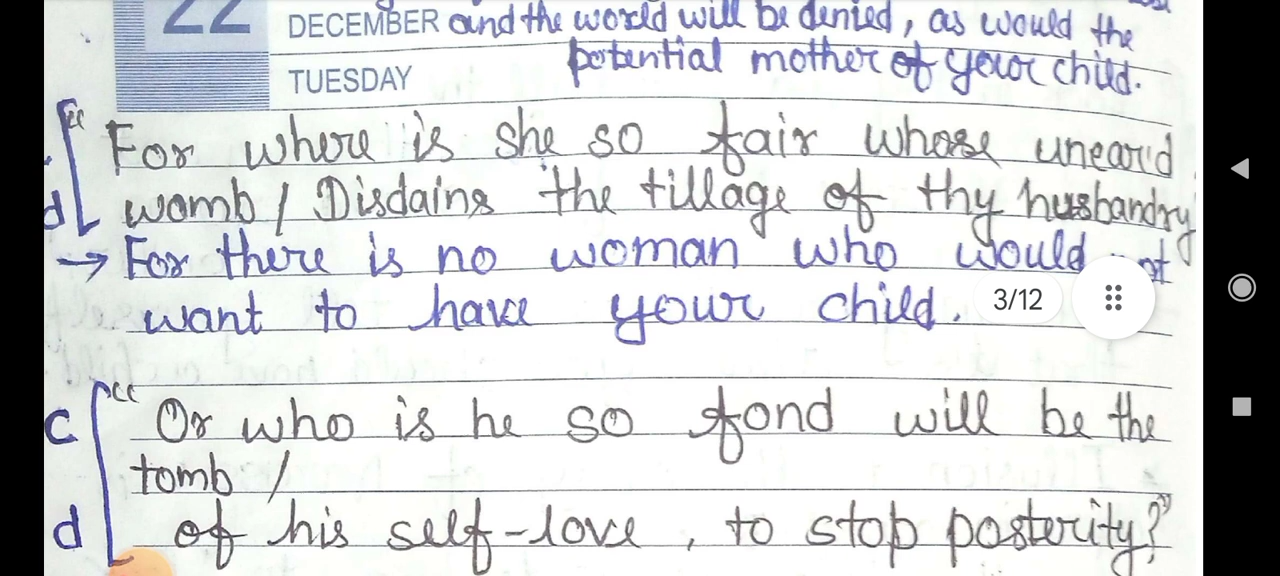 22
DECEMBER and the world will be denied, as would the
TUESDAY potential mother of your child.
" For where is she so fair whose unear'd
d womb / Disdains the tillage of thy husbandry
→ For there is no woman who would
want to have your child. 3/12
c " Or who is he so fond will be the
tomb /
d of his self-love, to stop posterity?"